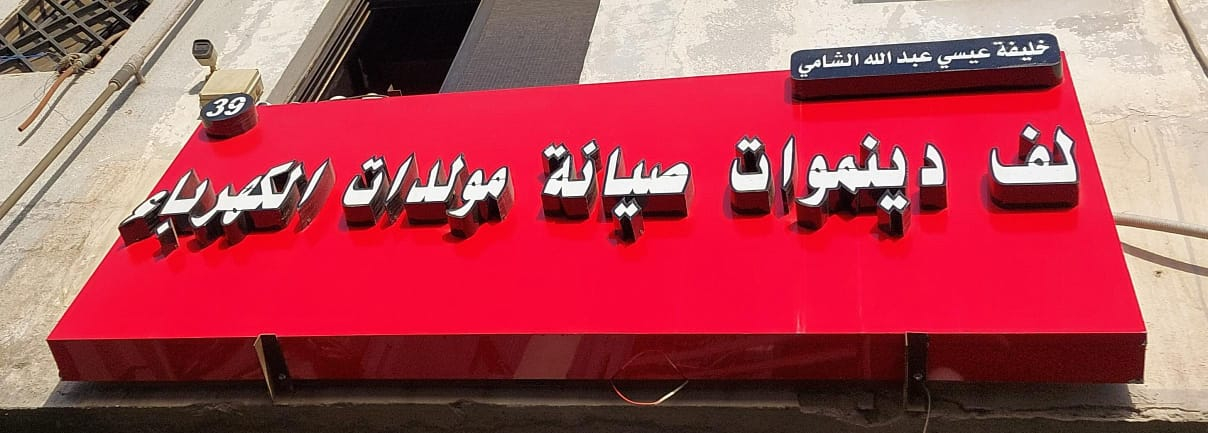 خليفة عيسي عبد الله الشامي
39
لف دينموات صيانة مولدات الكهرباء